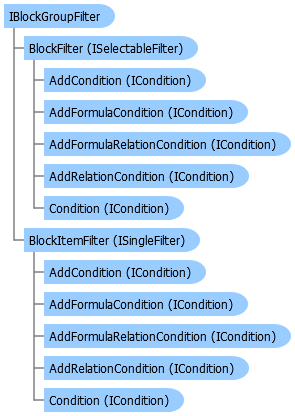 IBlockGroupFilter
BlockFilter (ISelectableFilter)
AddCondition (ICondition)
AddFormulaCondition (ICondition)
AddFormulaRelationCondition (ICondition)
AddRelationCondition (ICondition)
Condition (ICondition)
BlockItemFilter (ISingleFilter)
AddCondition (ICondition)
AddFormulaCondition (ICondition)
AddFormulaRelationCondition (ICondition)
AddRelationCondition (ICondition)
Condition (ICondition)